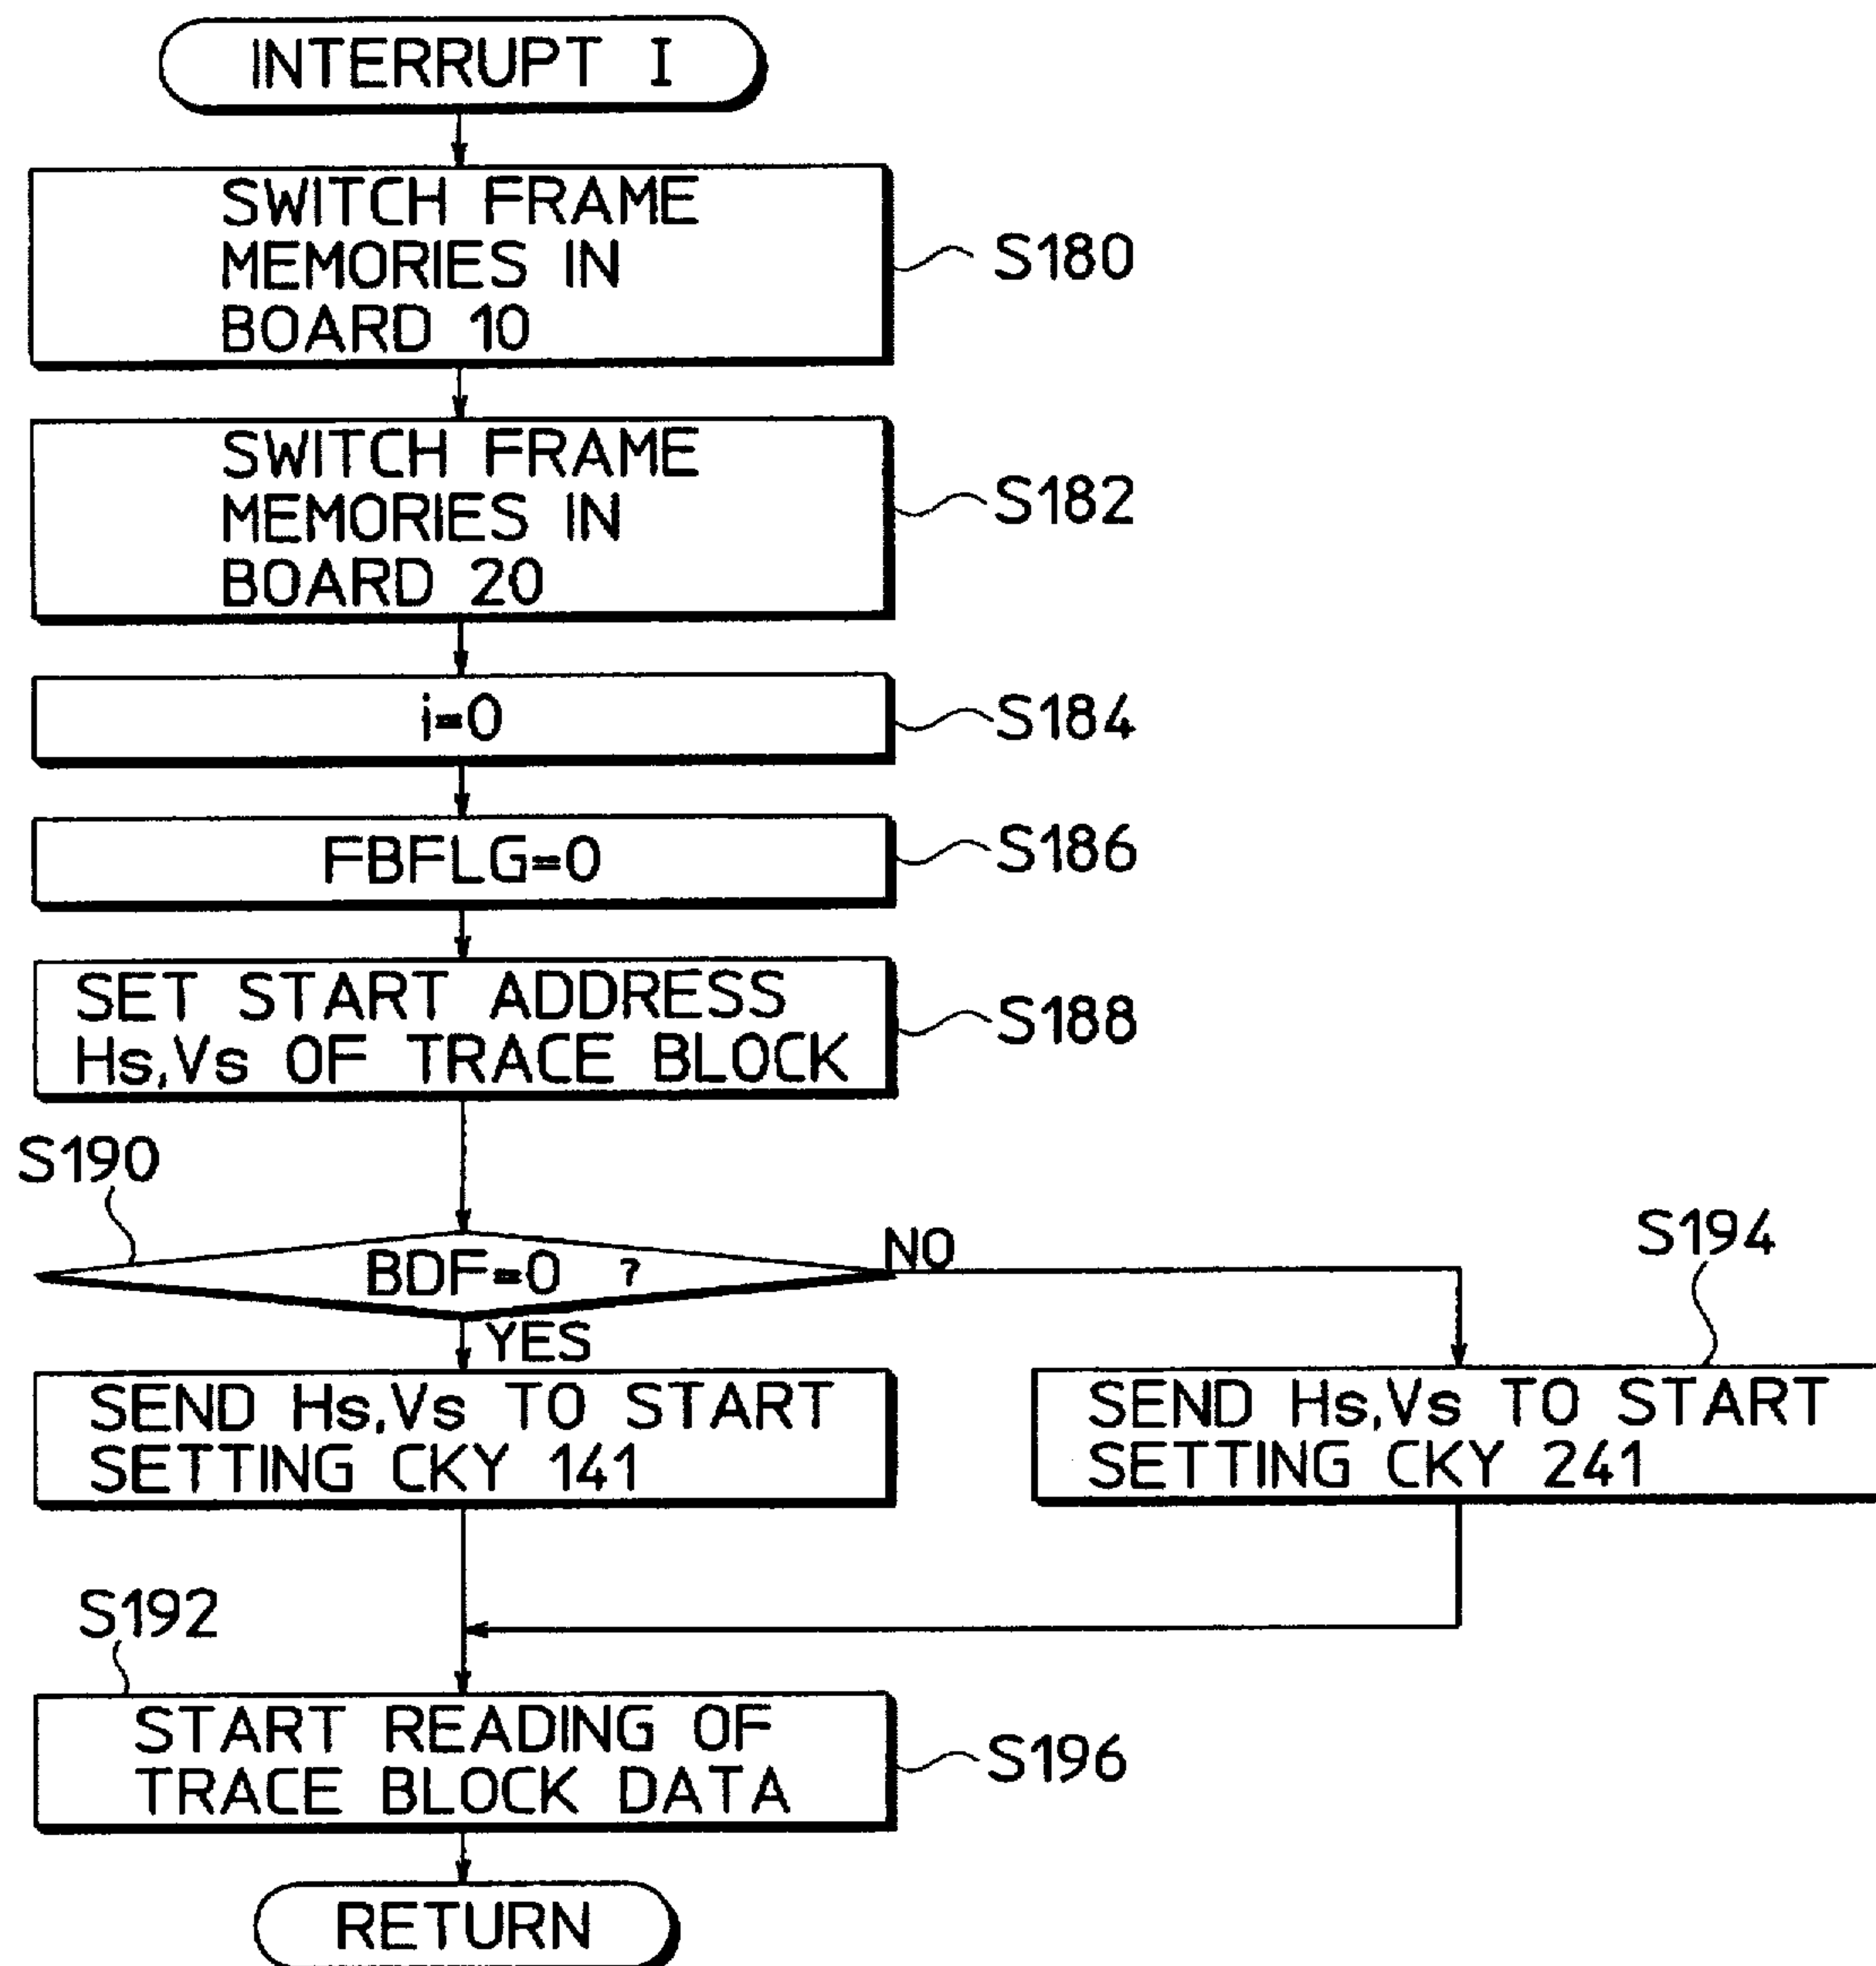 INTERRUPT I
SWITCH FRAME
MEMORIES IN
BOARD 10
S180
SWITCH FRAME
MEMORIES IN
BOARD 20
S182
i=0
S184
FBFLG=0
S186
SET START ADDRESS
Hs,Vs OF TRACE BLOCK
S188
S190
BDF=0 ?
NO
S194
YES
SEND Hs,Vs TO START
SETTING CKY 141
SEND Hs,Vs TO START
SETTING CKY 241
S192
START READING OF
TRACE BLOCK DATA
S196
RETURN